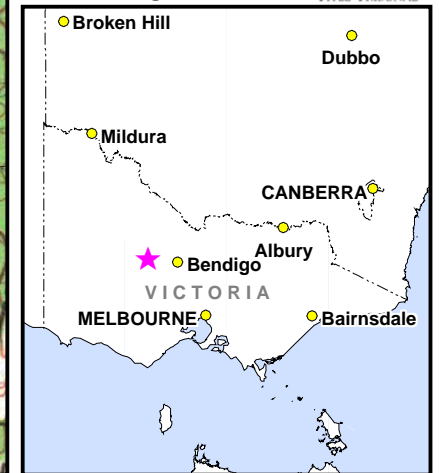 Broken Hill
Dubbo
Mildura
CANBERRA
Albury
Bendigo
VICTORIA
MELBOURNE
Bairnsdale